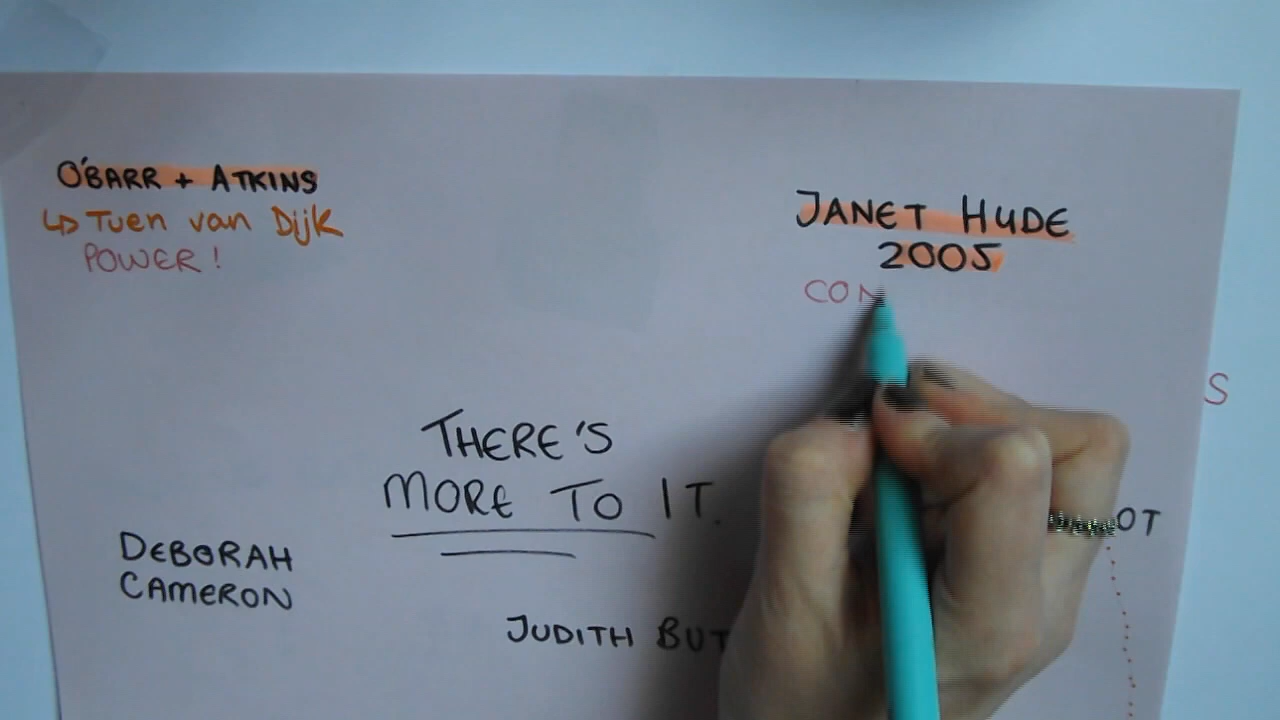 O'BARR + ATKINS
↳ Tuen van Dijk
POWER!
JANET HUDE
2005
CON
S
THERE'S
MORE TO IT.
OT
DEBORAH
CAMERON
JUDITH BUT